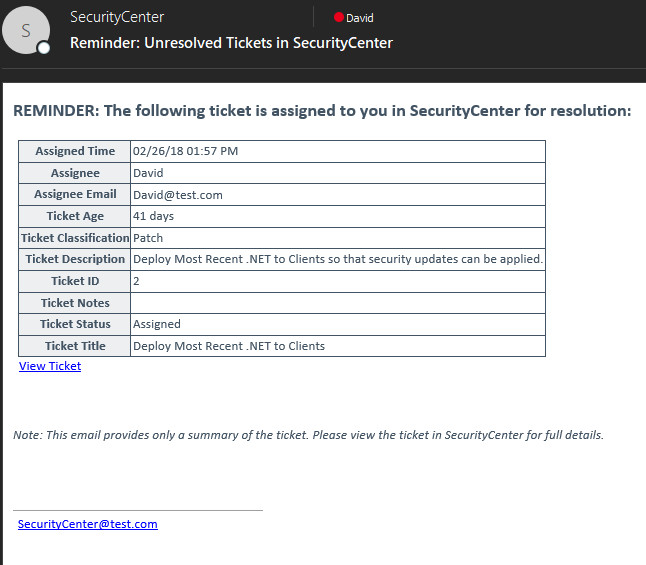 S
SecurityCenter
David
Reminder: Unresolved Tickets in SecurityCenter
REMINDER: The following ticket is assigned to you in SecurityCenter for resolution:
Assigned Time 02/26/18 01:57 PM
Assignee David
Assignee Email David@test.com
Ticket Age 41 days
Ticket Classification Patch
Ticket Description Deploy Most Recent .NET to Clients so that security updates can be applied.
Ticket ID 2
Ticket Notes
Ticket Status Assigned
Ticket Title Deploy Most Recent .NET to Clients
View Ticket
Note: This email provides only a summary of the ticket. Please view the ticket in SecurityCenter for full details.
SecurityCenter@test.com